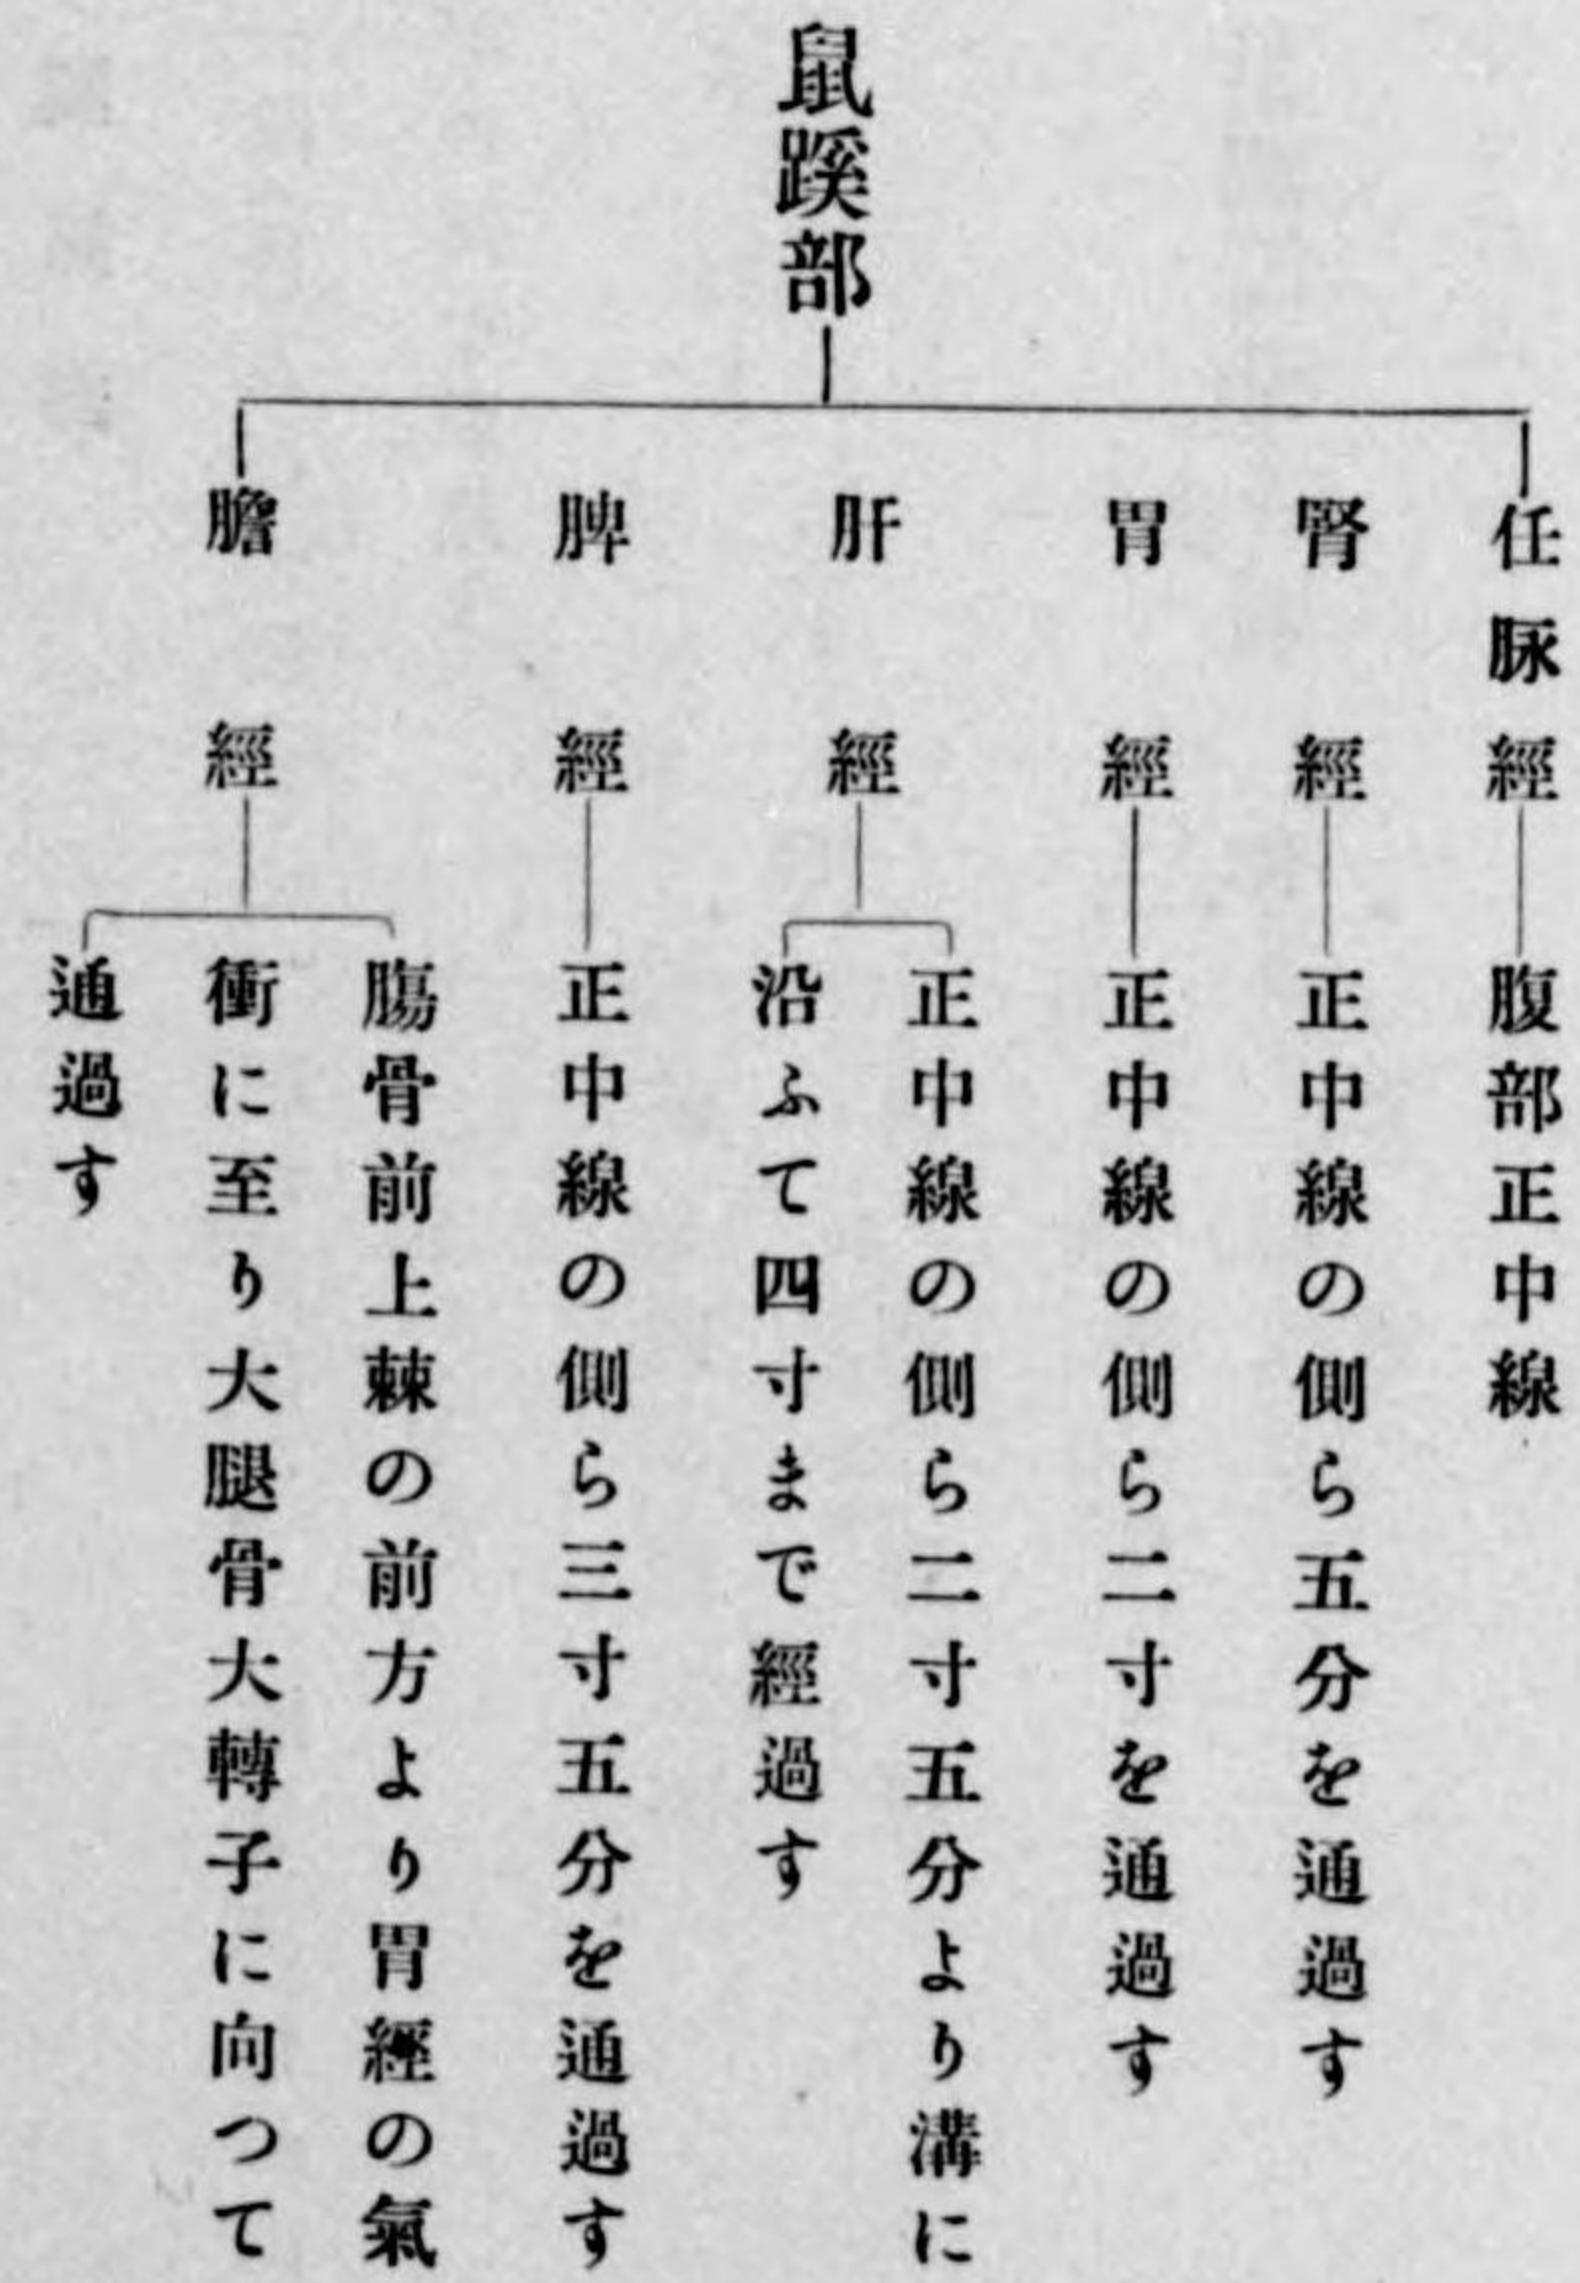 鼠蹊部
任脉經
腹部正中線
腎經
正中線の側ら五分を通過す
胃經
正中線の側ら二寸を通過す
肝經
正中線の側ら二寸五分より溝に
沿ふて四寸まで經過す
脾經
正中線の側ら三寸五分を通過す
膽經
膓骨前上棘の前方より胃經の氣
衝に至り大腿骨大轉子に向つて
通過す